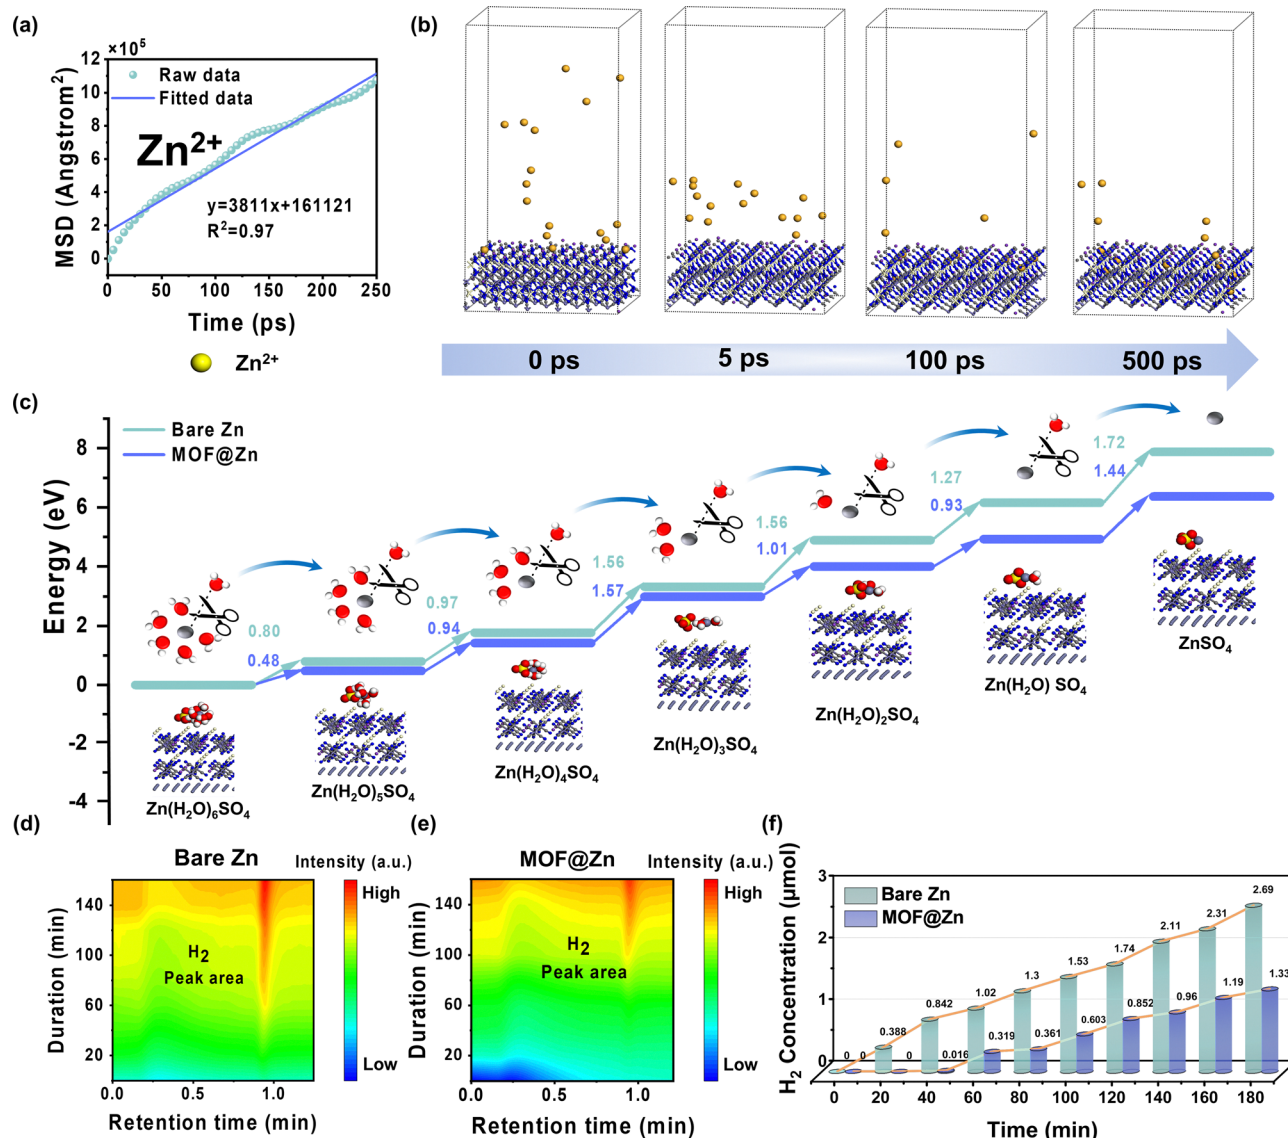 (a)
×10⁵
12
10
8
6
4
2
0
MSD (Angstrom²)
Raw data
Fitted data
Zn²⁺
y=3811x+161121
R²=0.97
0 50 100 150 200 250
Time (ps)
Zn²⁺
(b)
0 ps 5 ps 100 ps 500 ps
(c)
Bare Zn
MOF@Zn
Energy (eV)
8
6
4
2
0
-2
-4
0.80
0.48
0.97
0.94
1.56
1.57
1.56
1.01
1.27
0.93
1.72
1.44
Zn(H₂O)₆SO₄
Zn(H₂O)₅SO₄
Zn(H₂O)₄SO₄
Zn(H₂O)₃SO₄
Zn(H₂O)₂SO₄
Zn(H₂O) SO₄
ZnSO₄
(d)
Bare Zn
Intensity (a.u.)
High
Low
H₂
Peak area
Duration (min)
140
100
60
20
0.0 0.6 1.2
Retention time (min)
(e)
MOF@Zn
Intensity (a.u.)
High
Low
H₂
Peak area
Duration (min)
140
100
60
20
0.0 0.6 1.2
Retention time (min)
(f)
H₂ Concentration (μmol)
3
2
1
0
Bare Zn
MOF@Zn
0 0.388 0.842 1.02 1.3 1.53 1.74 2.11 2.31 2.69
0 0 0.016 0.319 0.361 0.603 0.852 0.96 1.19 1.33
0 20 40 60 80 100 120 140 160 180
Time (min)